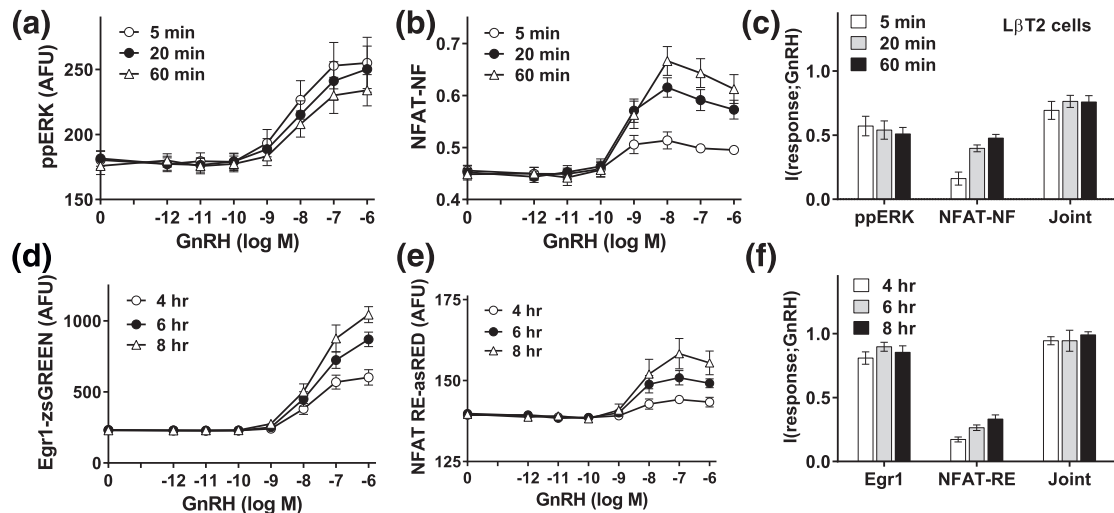 (a)
ppERK (AFU)
5 min
20 min
60 min
250
200
150
0 -12 -11 -10 -9 -8 -7 -6
GnRH (log M)
(b)
NFAT-NF
5 min
20 min
60 min
0.7
0.6
0.5
0.4
0 -12 -11 -10 -9 -8 -7 -6
GnRH (log M)
(c)
I(response;GnRH)
5 min
20 min
60 min
LβT2 cells
1.0
0.5
0.0
ppERK NFAT-NF Joint
(d)
Egr1-zsGREEN (AFU)
4 hr
6 hr
8 hr
1000
500
0
0 -12 -11 -10 -9 -8 -7 -6
GnRH (log M)
(e)
NFAT RE-asRED (AFU)
4 hr
6 hr
8 hr
175
150
125
0 -12 -11 -10 -9 -8 -7 -6
GnRH (log M)
(f)
I(response;GnRH)
4 hr
6 hr
8 hr
1.0
0.5
0.0
Egr1 NFAT-RE Joint